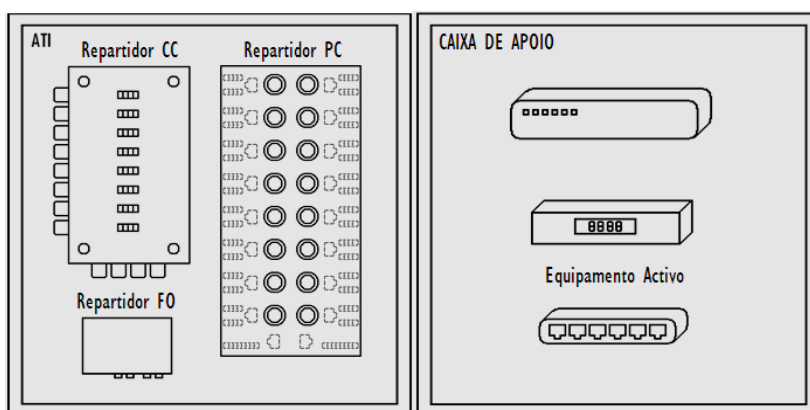 ATI
Repartidor CC
Repartidor PC
Repartidor FO
CAIXA DE APOIO
8888
Equipamento Activo